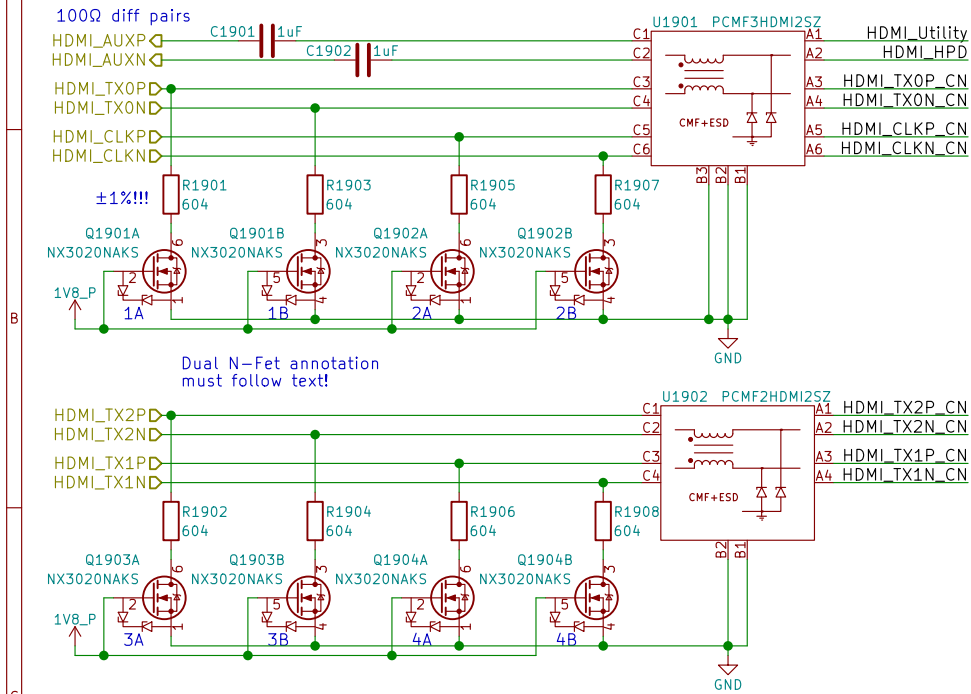 100Ω diff pairs
U1901 PCMF3HDMI2SZ
HDMI_AUXP C1901 1uF C1 A1 HDMI_Utility
HDMI_AUXN C1902 1uF C2 A2 HDMI_HPD
HDMI_TX0P C3 A3 HDMI_TX0P_CN
HDMI_TX0N C4 A4 HDMI_TX0N_CN
CMF+ESD
HDMI_CLKP C5 A5 HDMI_CLKP_CN
HDMI_CLKN C6 A6 HDMI_CLKN_CN
B3 B2 B1
R1901 R1903 R1905 R1907
±1%!!! 604 604 604 604
Q1901A Q1901B Q1902A Q1902B
NX3020NAKS NX3020NAKS NX3020NAKS NX3020NAKS
6 3 6 3
2 5 2 5
1V8_P 1 4 1 4
1A 1B 2A 2B
B
GND
Dual N-Fet annotation
must follow text!
U1902 PCMF2HDMI2SZ
HDMI_TX2P C1 A1 HDMI_TX2P_CN
HDMI_TX2N C2 A2 HDMI_TX2N_CN
HDMI_TX1P C3 A3 HDMI_TX1P_CN
HDMI_TX1N C4 A4 HDMI_TX1N_CN
CMF+ESD
R1902 R1904 R1906 R1908
604 604 604 604
B2 B1
Q1903A Q1903B Q1904A Q1904B
NX3020NAKS NX3020NAKS NX3020NAKS NX3020NAKS
6 3 6 3
2 5 2 5
1V8_P 1 4 1 4
3A 3B 4A 4B
GND